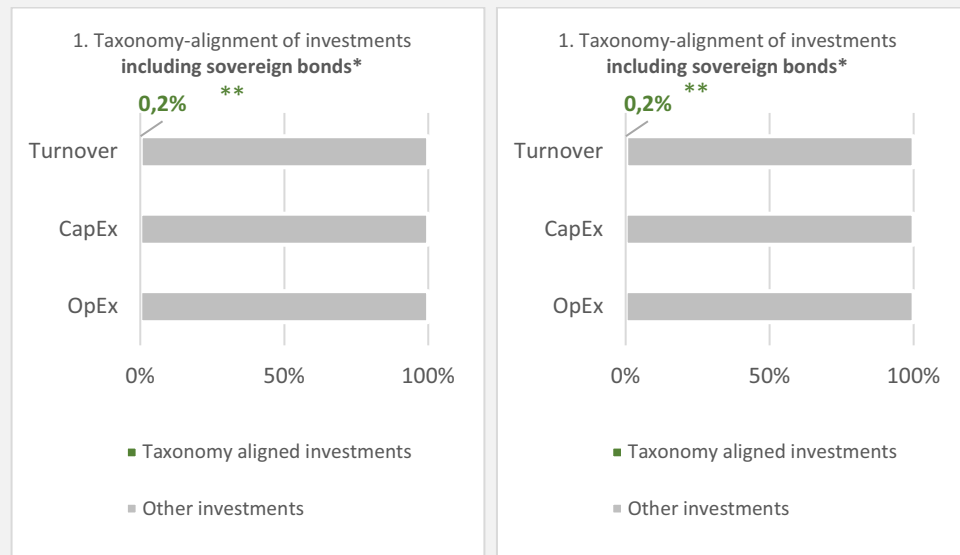 1. Taxonomy-alignment of investments
including sovereign bonds*
0,2% **
Turnover
CapEx
OpEx
0% 50% 100%
■ Taxonomy aligned investments
■ Other investments
1. Taxonomy-alignment of investments
including sovereign bonds*
0,2% **
Turnover
CapEx
OpEx
0% 50% 100%
■ Taxonomy aligned investments
■ Other investments